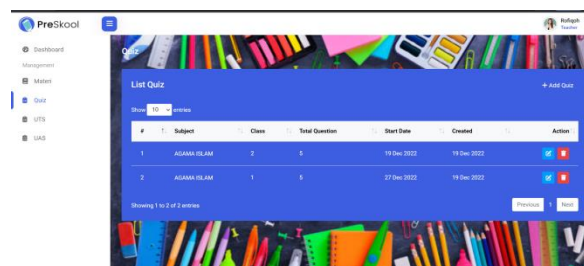 PreSkool
Rofiqoh
Teacher
Dashboard
Management
Materi
Quiz
UTS
UAS
Quiz
List Quiz
+ Add Quiz
Show 10 entries
# Subject Class Total Question Start Date Created Action
1 AGAMA ISLAM 2 5 19 Dec 2022 19 Dec 2022
2 AGAMA ISLAM 1 5 27 Dec 2022 19 Dec 2022
Showing 1 to 2 of 2 entries
Previous 1 Next